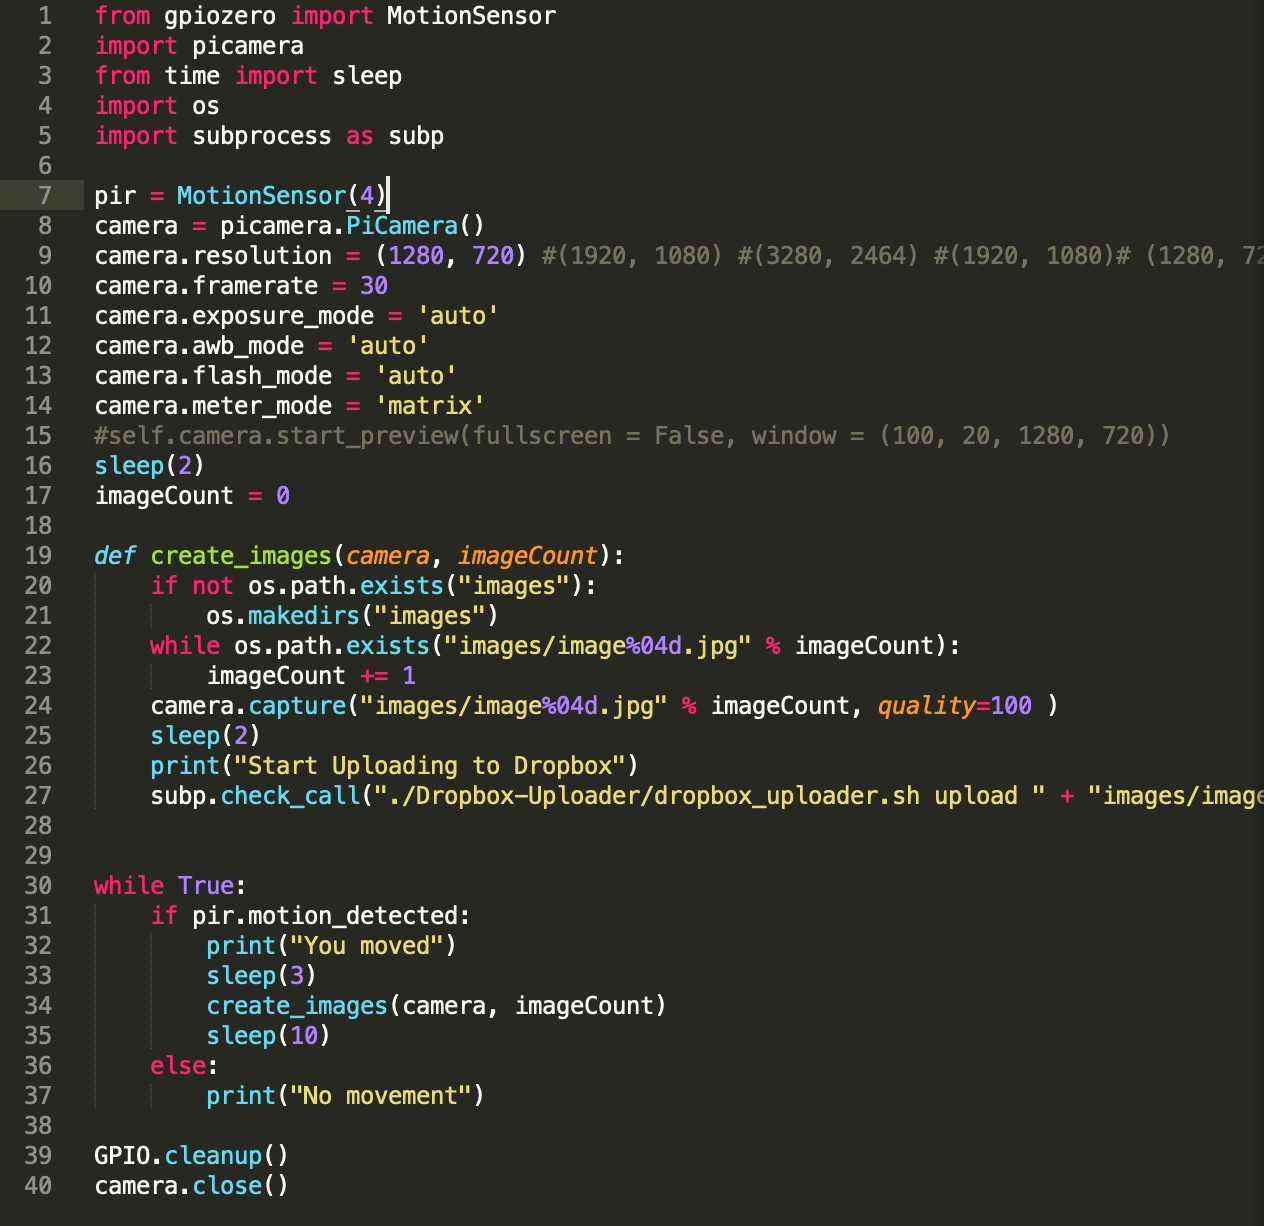 1 from gpiozero import MotionSensor
2 import picamera
3 from time import sleep
4 import os
5 import subprocess as subp
6
7 pir = MotionSensor(4)
8 camera = picamera.PiCamera()
9 camera.resolution = (1280, 720) #(1920, 1080) #(3280, 2464) #(1920, 1080)# (1280, 72
10 camera.framerate = 30
11 camera.exposure_mode = 'auto'
12 camera.awb_mode = 'auto'
13 camera.flash_mode = 'auto'
14 camera.meter_mode = 'matrix'
15 #self.camera.start_preview(fullscreen = False, window = (100, 20, 1280, 720))
16 sleep(2)
17 imageCount = 0
18
19 def create_images(camera, imageCount):
20     if not os.path.exists("images"):
21         os.makedirs("images")
22     while os.path.exists("images/image%04d.jpg" % imageCount):
23         imageCount += 1
24     camera.capture("images/image%04d.jpg" % imageCount, quality=100 )
25     sleep(2)
26     print("Start Uploading to Dropbox")
27     subp.check_call("./Dropbox-Uploader/dropbox_uploader.sh upload " + "images/image
28
29
30 while True:
31     if pir.motion_detected:
32         print("You moved")
33         sleep(3)
34         create_images(camera, imageCount)
35         sleep(10)
36     else:
37         print("No movement")
38
39 GPIO.cleanup()
40 camera.close()